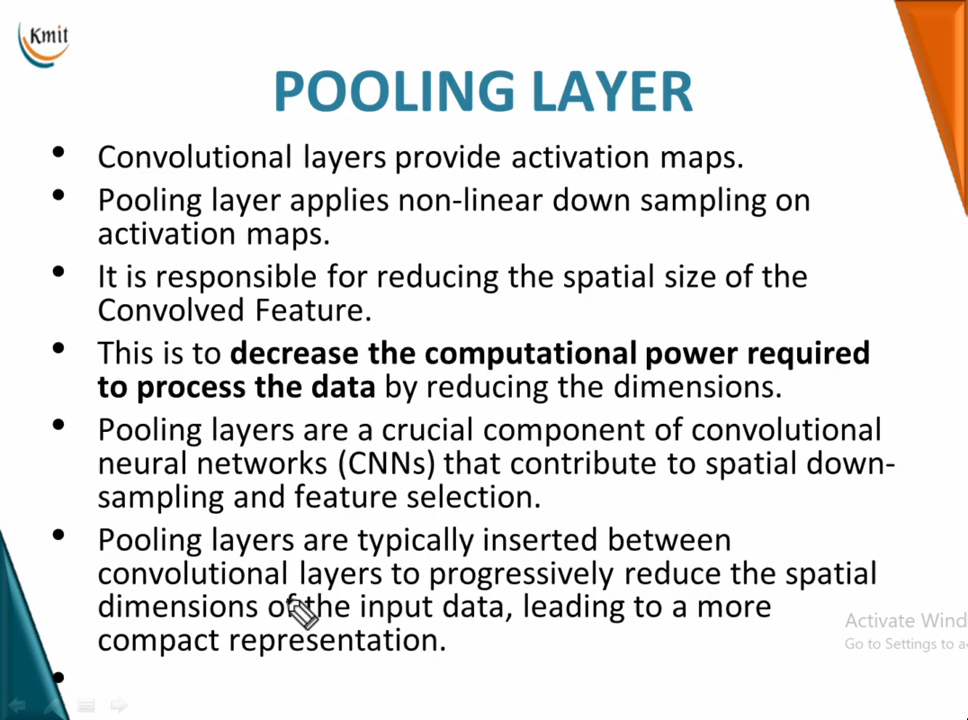 Kmit
POOLING LAYER
• Convolutional layers provide activation maps.
• Pooling layer applies non-linear down sampling on
activation maps.
• It is responsible for reducing the spatial size of the
Convolved Feature.
• This is to decrease the computational power required
to process the data by reducing the dimensions.
• Pooling layers are a crucial component of convolutional
neural networks (CNNs) that contribute to spatial down-
sampling and feature selection.
• Pooling layers are typically inserted between
convolutional layers to progressively reduce the spatial
dimensions of the input data, leading to a more
compact representation.
•
Activate Wind
Go to Settings to a